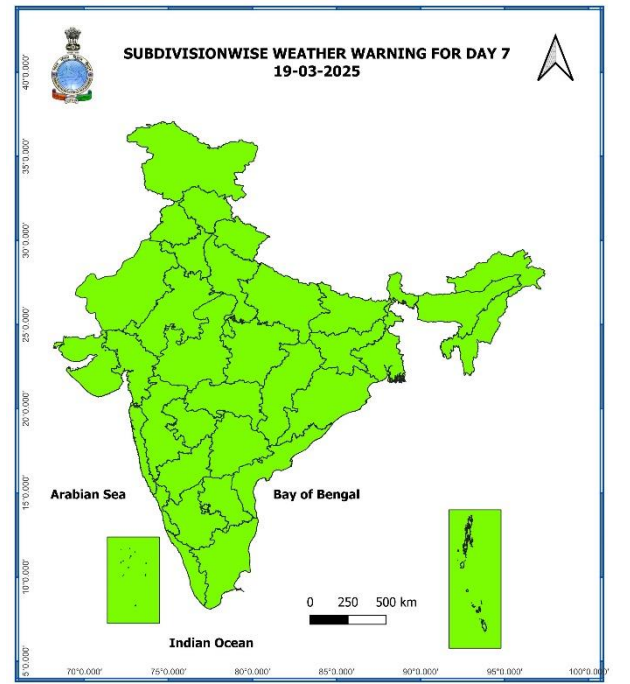 SUBDIVISIONWISE WEATHER WARNING FOR DAY 7
19-03-2025
40°0.000'
35°0.000'
30°0.000'
25°0.000'
20°0.000'
15°0.000'
10°0.000'
5°0.000'
Arabian Sea
Bay of Bengal
0 250 500 km
Indian Ocean
70°0.000' 75°0.000' 80°0.000' 85°0.000' 90°0.000' 95°0.000' 100°0.000'